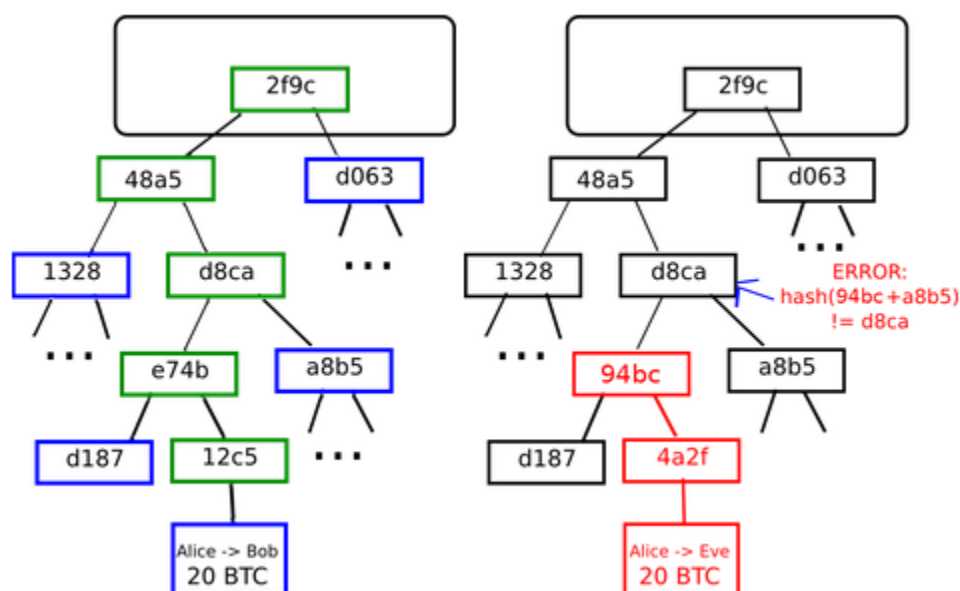 2f9c
48a5
d063
1328
d8ca
...
...
e74b
a8b5
d187
12c5
...
Alice -> Bob
20 BTC
2f9c
48a5
d063
...
1328
d8ca
ERROR:
hash(94bc+a8b5)
!= d8ca
...
94bc
a8b5
d187
4a2f
Alice -> Eve
20 BTC